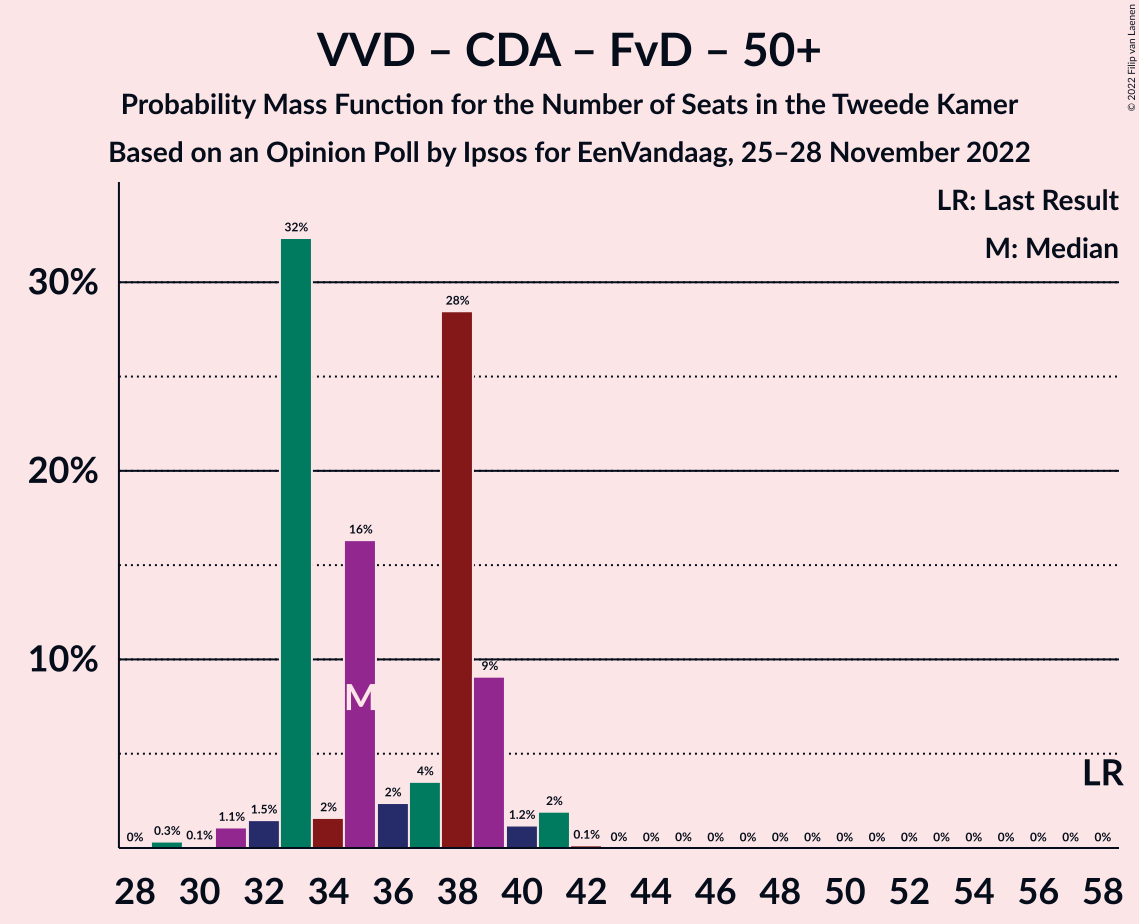 VVD – CDA – FvD – 50+
Probability Mass Function for the Number of Seats in the Tweede Kamer
Based on an Opinion Poll by Ipsos for EenVandaag, 25–28 November 2022
© 2022 Filip van Laenen
LR: Last Result
M: Median
30%
20%
10%
0% 0.3% 0.1% 1.1% 1.5% 32% 2% 16% 2% 4% 28% 9% 1.2% 2% 0.1% 0% 0% 0% 0% 0% 0% 0% 0% 0% 0% 0% 0% 0% 0% 0% 0%
M
LR
28 30 32 34 36 38 40 42 44 46 48 50 52 54 56 58